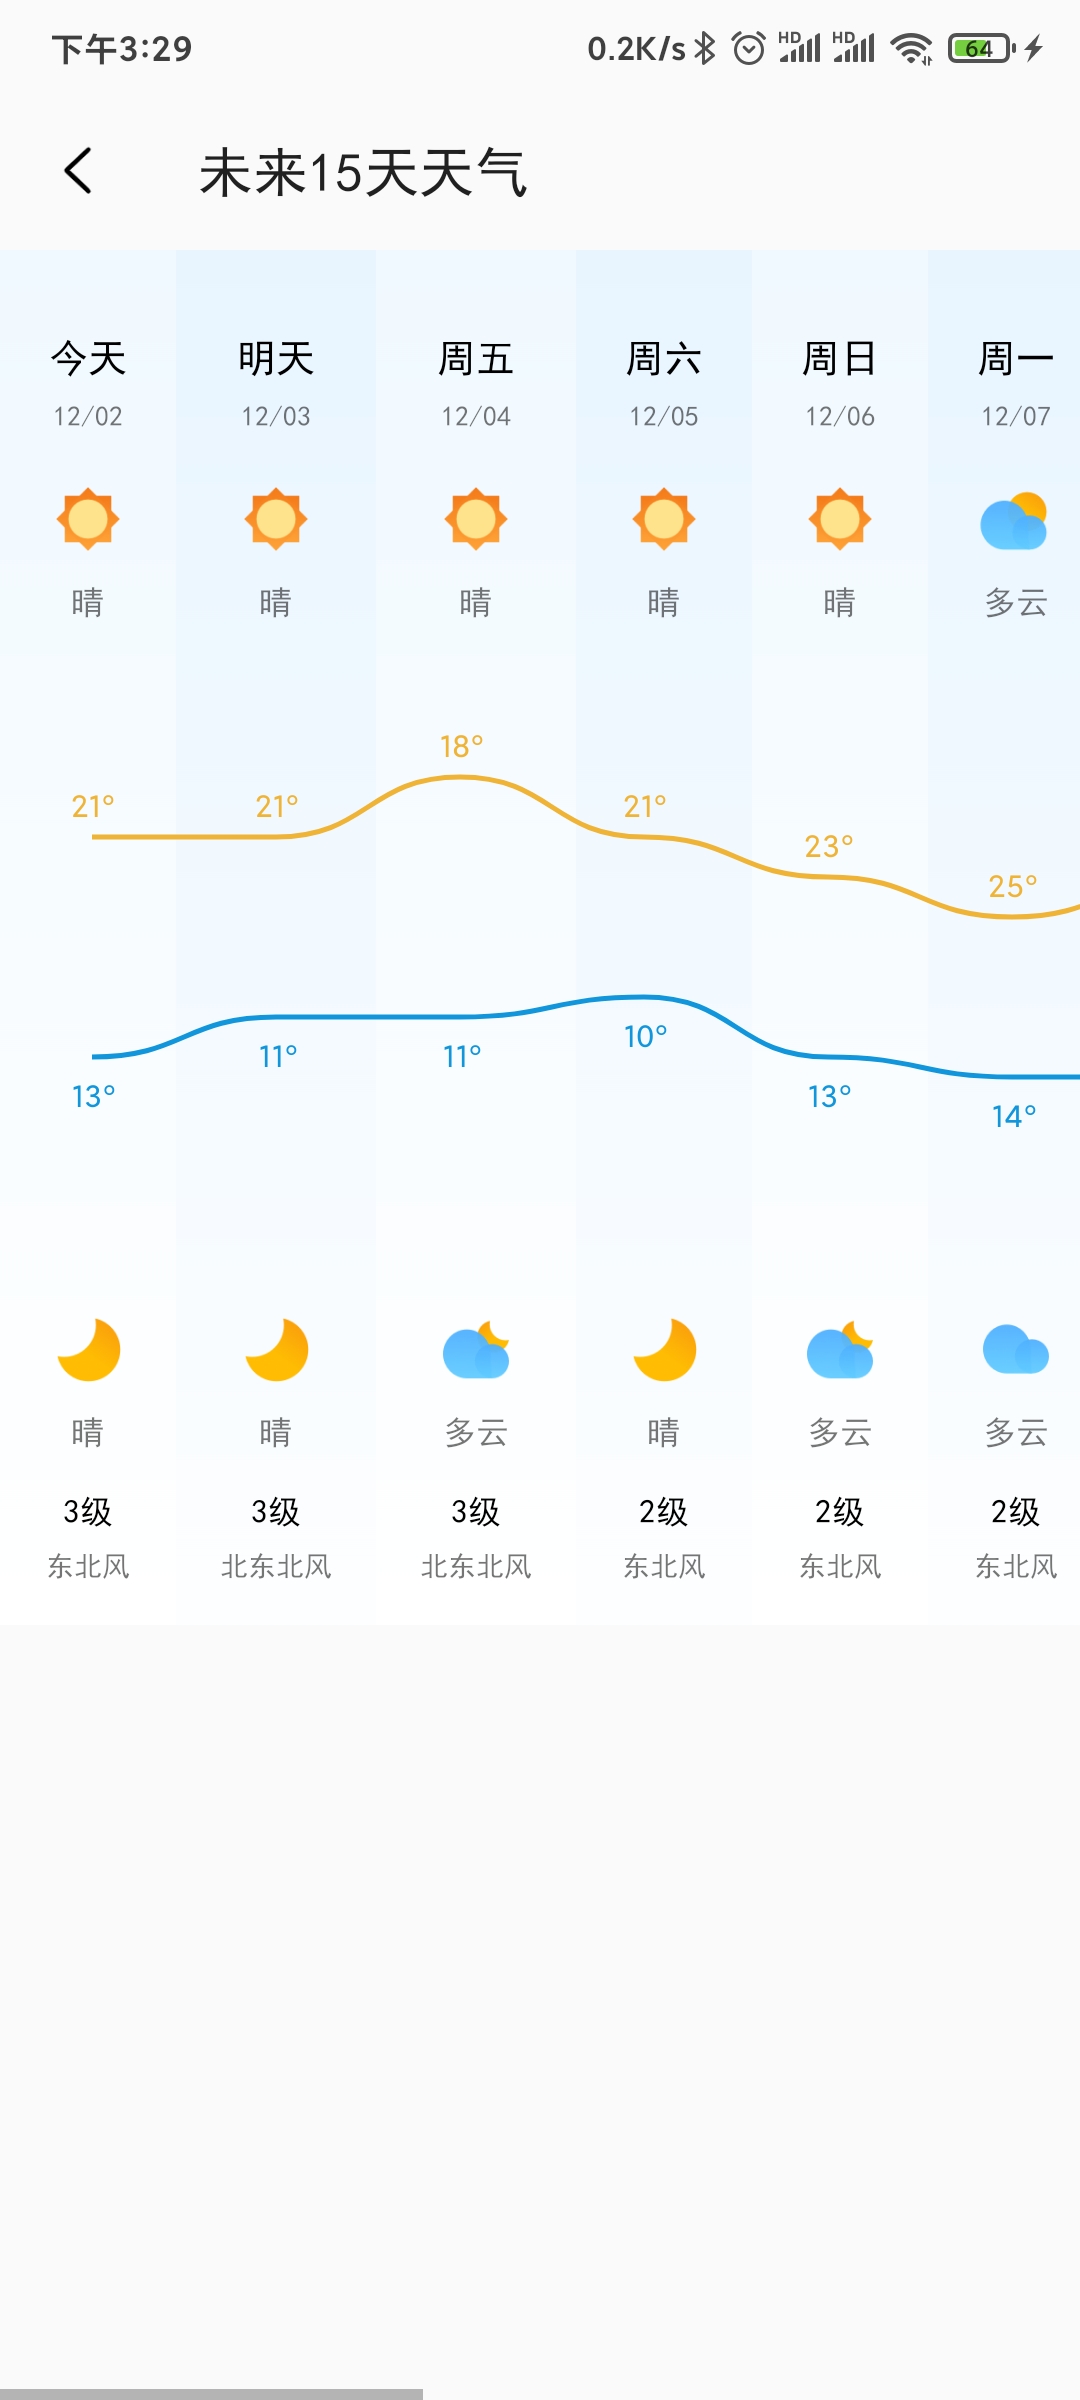 下午3:29 0.2K/s HD HD 64
未来15天天气
今天 明天 周五 周六 周日 周一
12/02 12/03 12/04 12/05 12/06 12/07
晴 晴 晴 晴 晴 多云
18°
21° 21° 21°
23°
25°
10°
11° 11°
13° 13°
14°
晴 晴 多云 晴 多云 多云
3级 3级 3级 2级 2级 2级
东北风 北东北风 北东北风 东北风 东北风 东北风